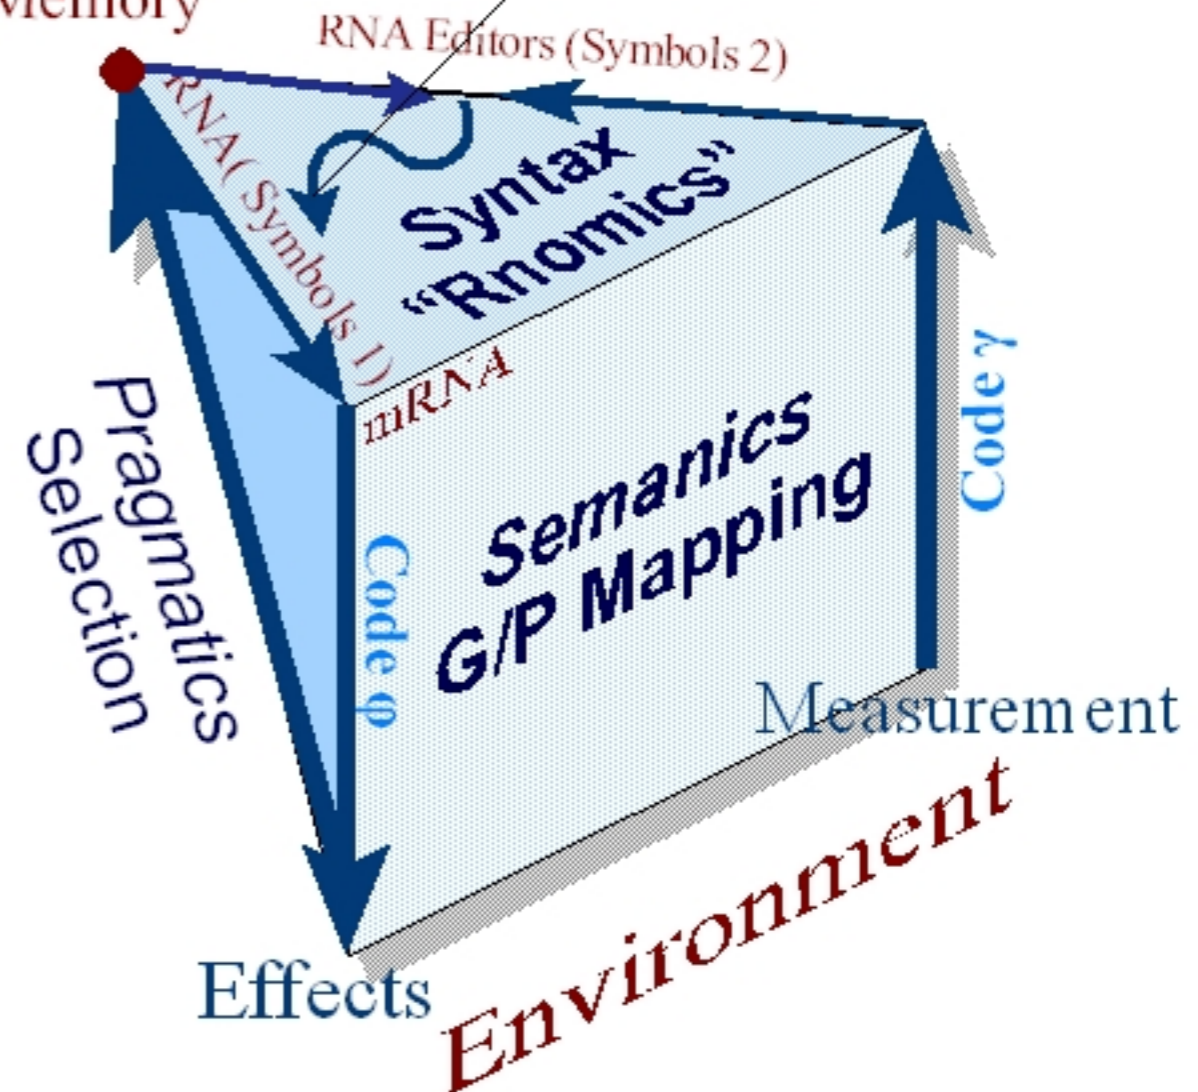 Memory
RNA Editors (Symbols 2)
RNA( Symbols 1)
Syntax
“Rnomics”
mRNA
Semanics
G/P Mapping
Code γ
Pragmatics
Selection
Code φ
Measurement
Environment
Effects